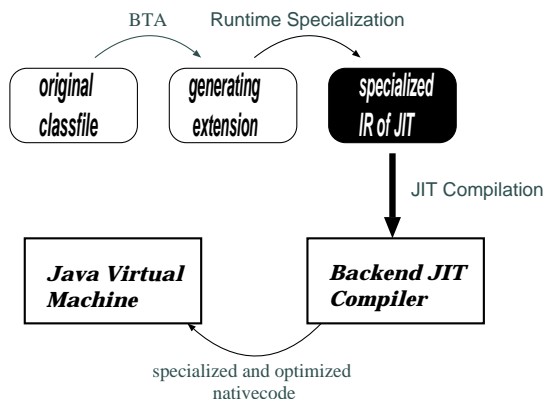 BTA
Runtime Specialization
original
classfile
generating
extension
specialized
IR of JIT
JIT Compilation
Java Virtual
Machine
Backend JIT
Compiler
specialized and optimized
nativecode